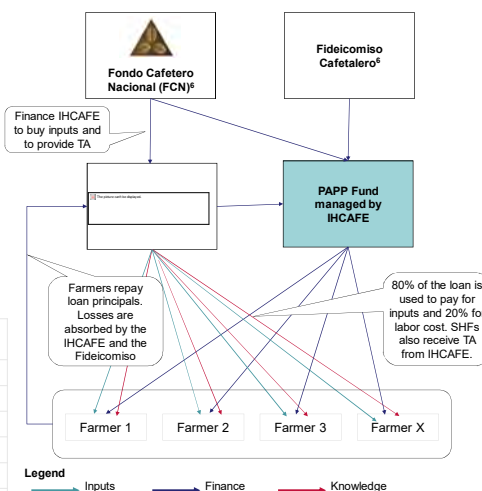 Fondo Cafetero
Nacional (FCN)6
Fideicomiso
Cafetalero6
Finance IHCAFE
to buy inputs and
to provide TA
The picture can't be displayed.
PAPP Fund
managed by
IHCAFE
Farmers repay
loan principals.
Losses are
absorbed by the
IHCAFE and the
Fideicomiso
80% of the loan is
used to pay for
inputs and 20% fo
labor cost. SHFs
also receive TA
from IHCAFE.
Farmer 1
Farmer 2
Farmer 3
Farmer X
Legend
Inputs
Finance
Knowledge